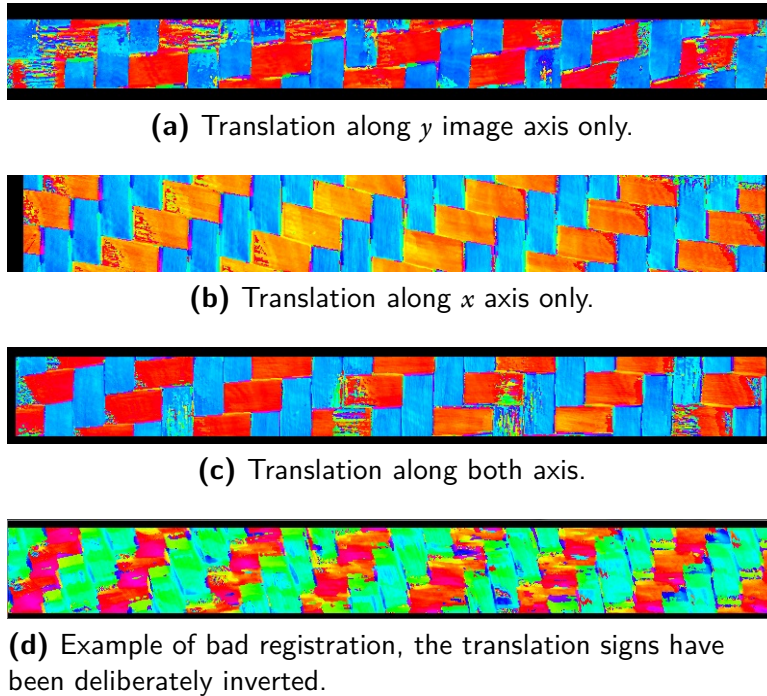 (a) Translation along y image axis only.
(b) Translation along x axis only.
(c) Translation along both axis.
(d) Example of bad registration, the translation signs have
been deliberately inverted.